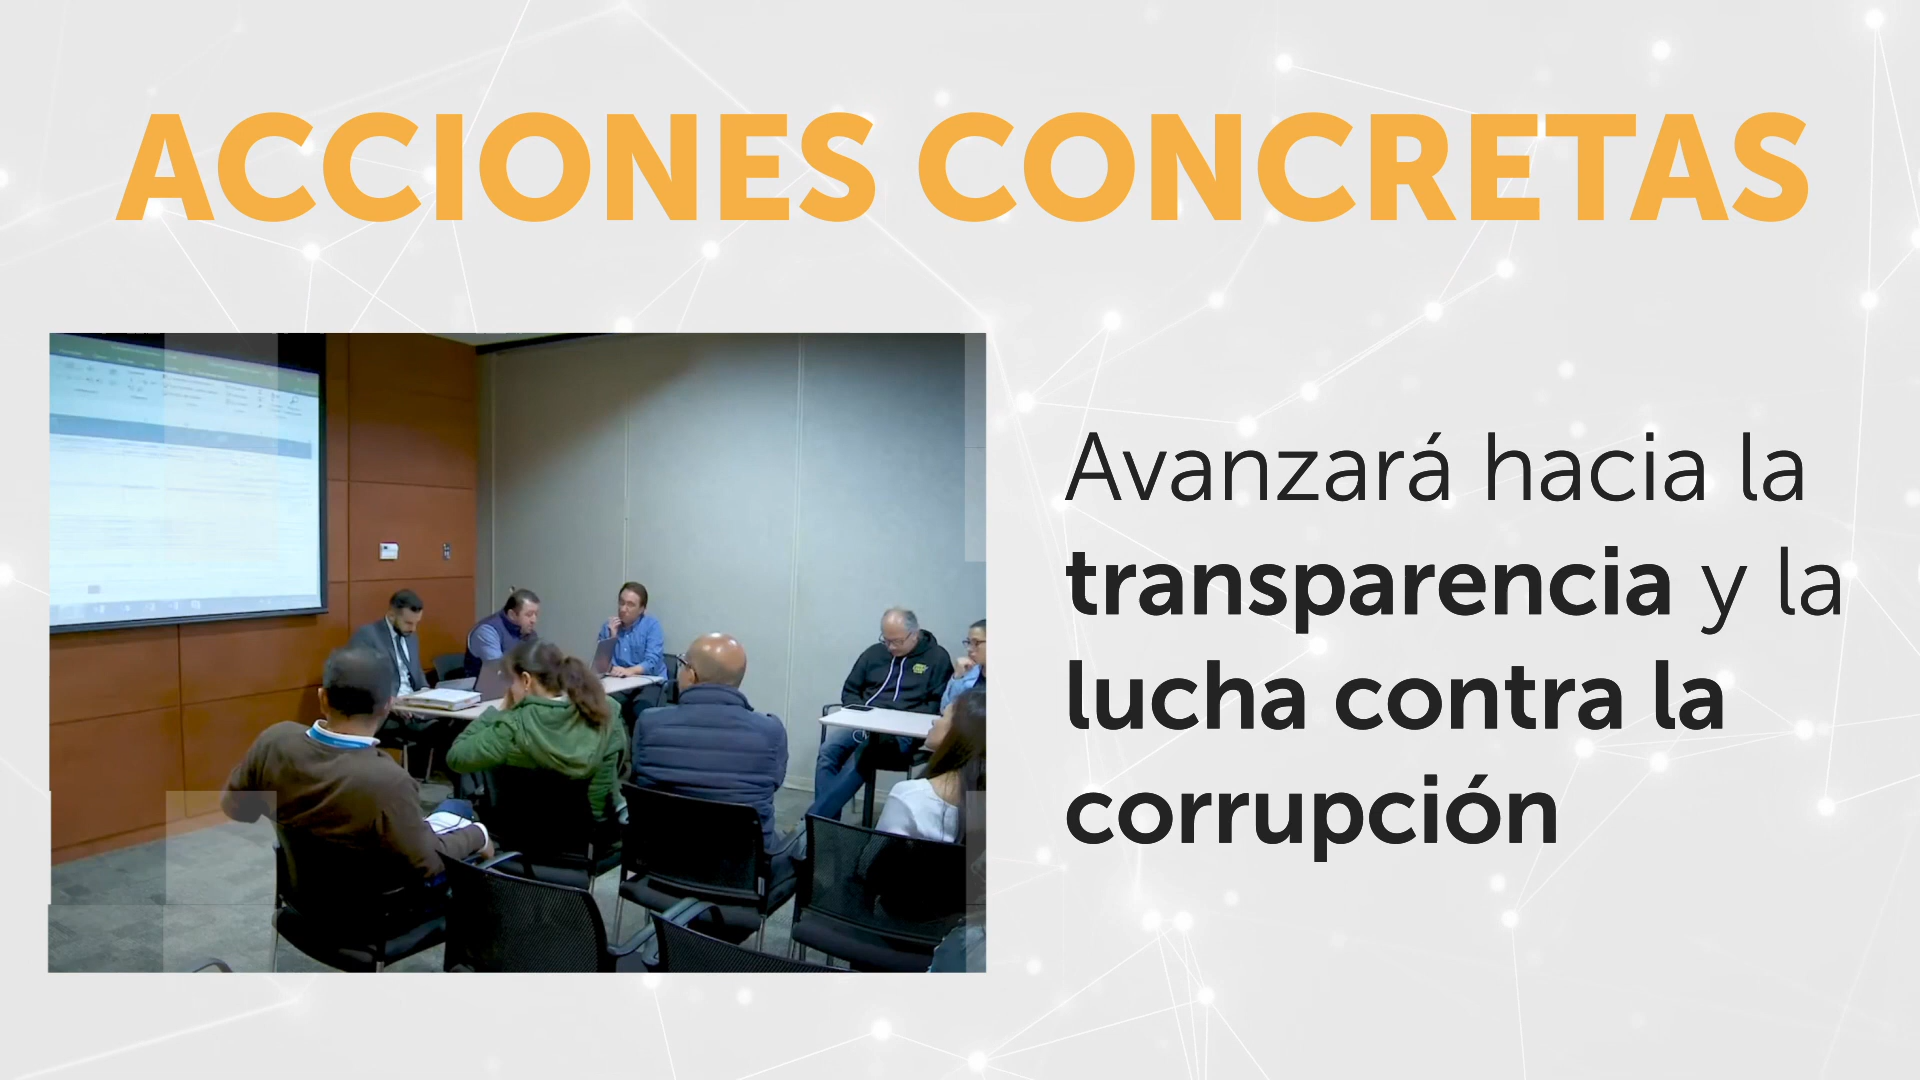 ACCIONES CONCRETAS
Avanzará hacia la
transparencia y la
lucha contra la
corrupción